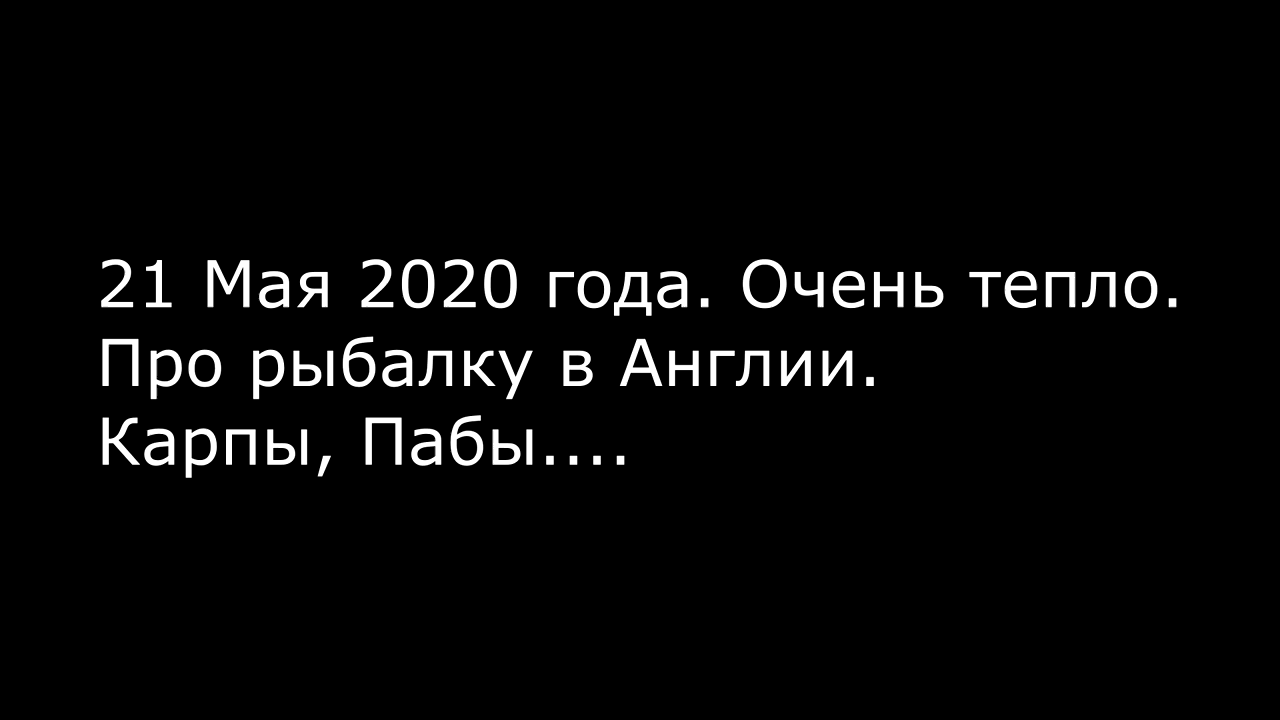 21 Мая 2020 года. Очень тепло.
Про рыбалку в Англии.
Карпы, Пабы....